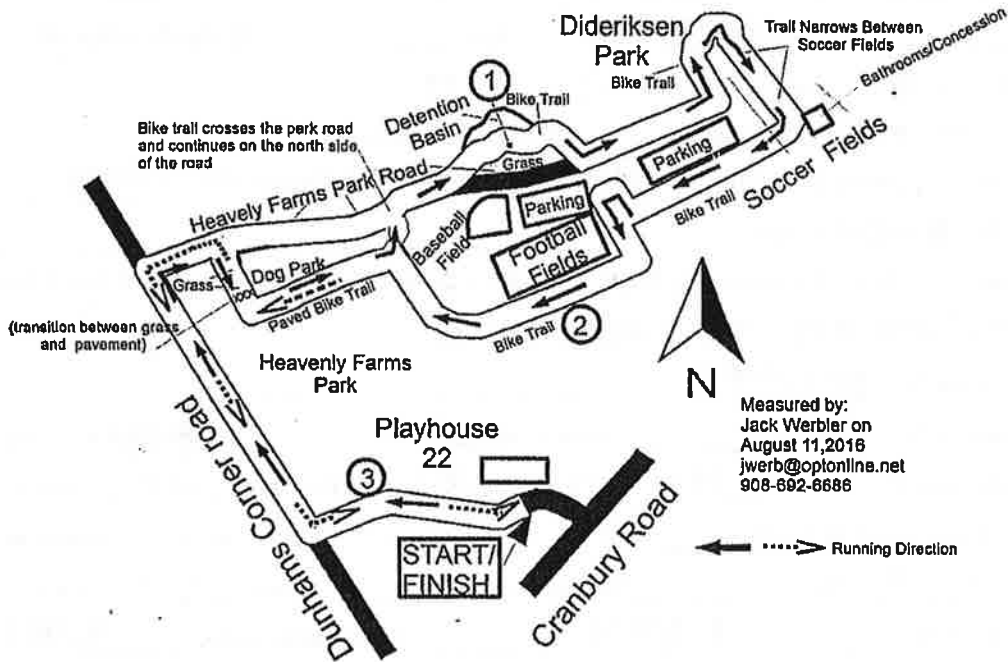 Dideriksen
Park
Trail Narrows Between
Soccer Fields
Bathrooms/Concession
Bike Trail
1
Detention
Basin
Bike Trail
Bike trail crosses the park road
and continues on the north side
of the road
Grass
Parking
Soccer Fields
Bike Trail
Heavely Farms Park Road
Baseball
Field
Parking
Football
Fields
Grass
xxx
Dog Park
Paved Bike Trail
(transition between grass
and pavement)
Bike Trail
2
Heavenly Farms
Park
N
Measured by:
Jack Werbler on
August 11,2016
jwerb@optonline.net
908-692-6686
Playhouse
22
3
Dunhams Corner road
START/
FINISH
Cranbury Road
Running Direction